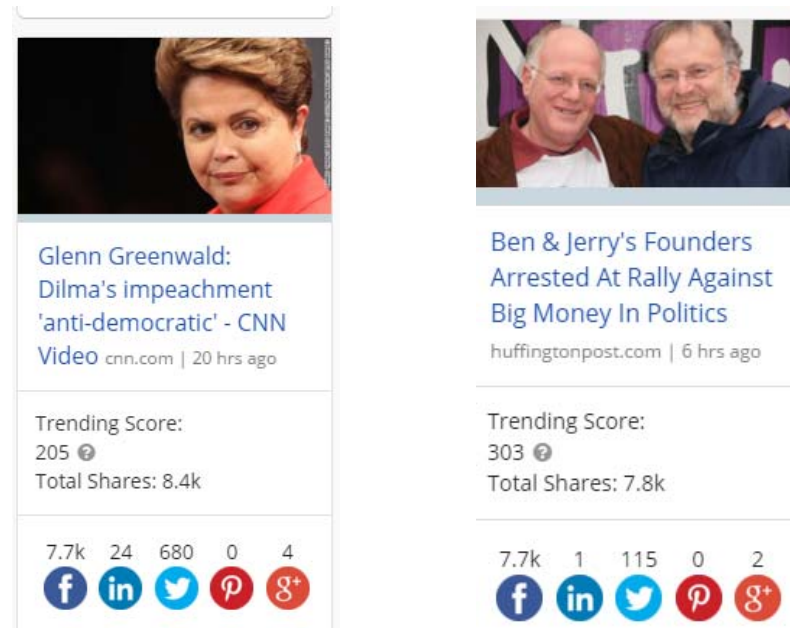 Glenn Greenwald:
Dilma's impeachment
'anti-democratic' - CNN
Video cnn.com | 20 hrs ago
Trending Score:
205 ?
Total Shares: 8.4k
7.7k 24 680 0 4
f in g+
Ben & Jerry's Founders
Arrested At Rally Against
Big Money In Politics
huffingtonpost.com | 6 hrs ago
Trending Score:
303 ?
Total Shares: 7.8k
7.7k 1 115 0 2
f in g+